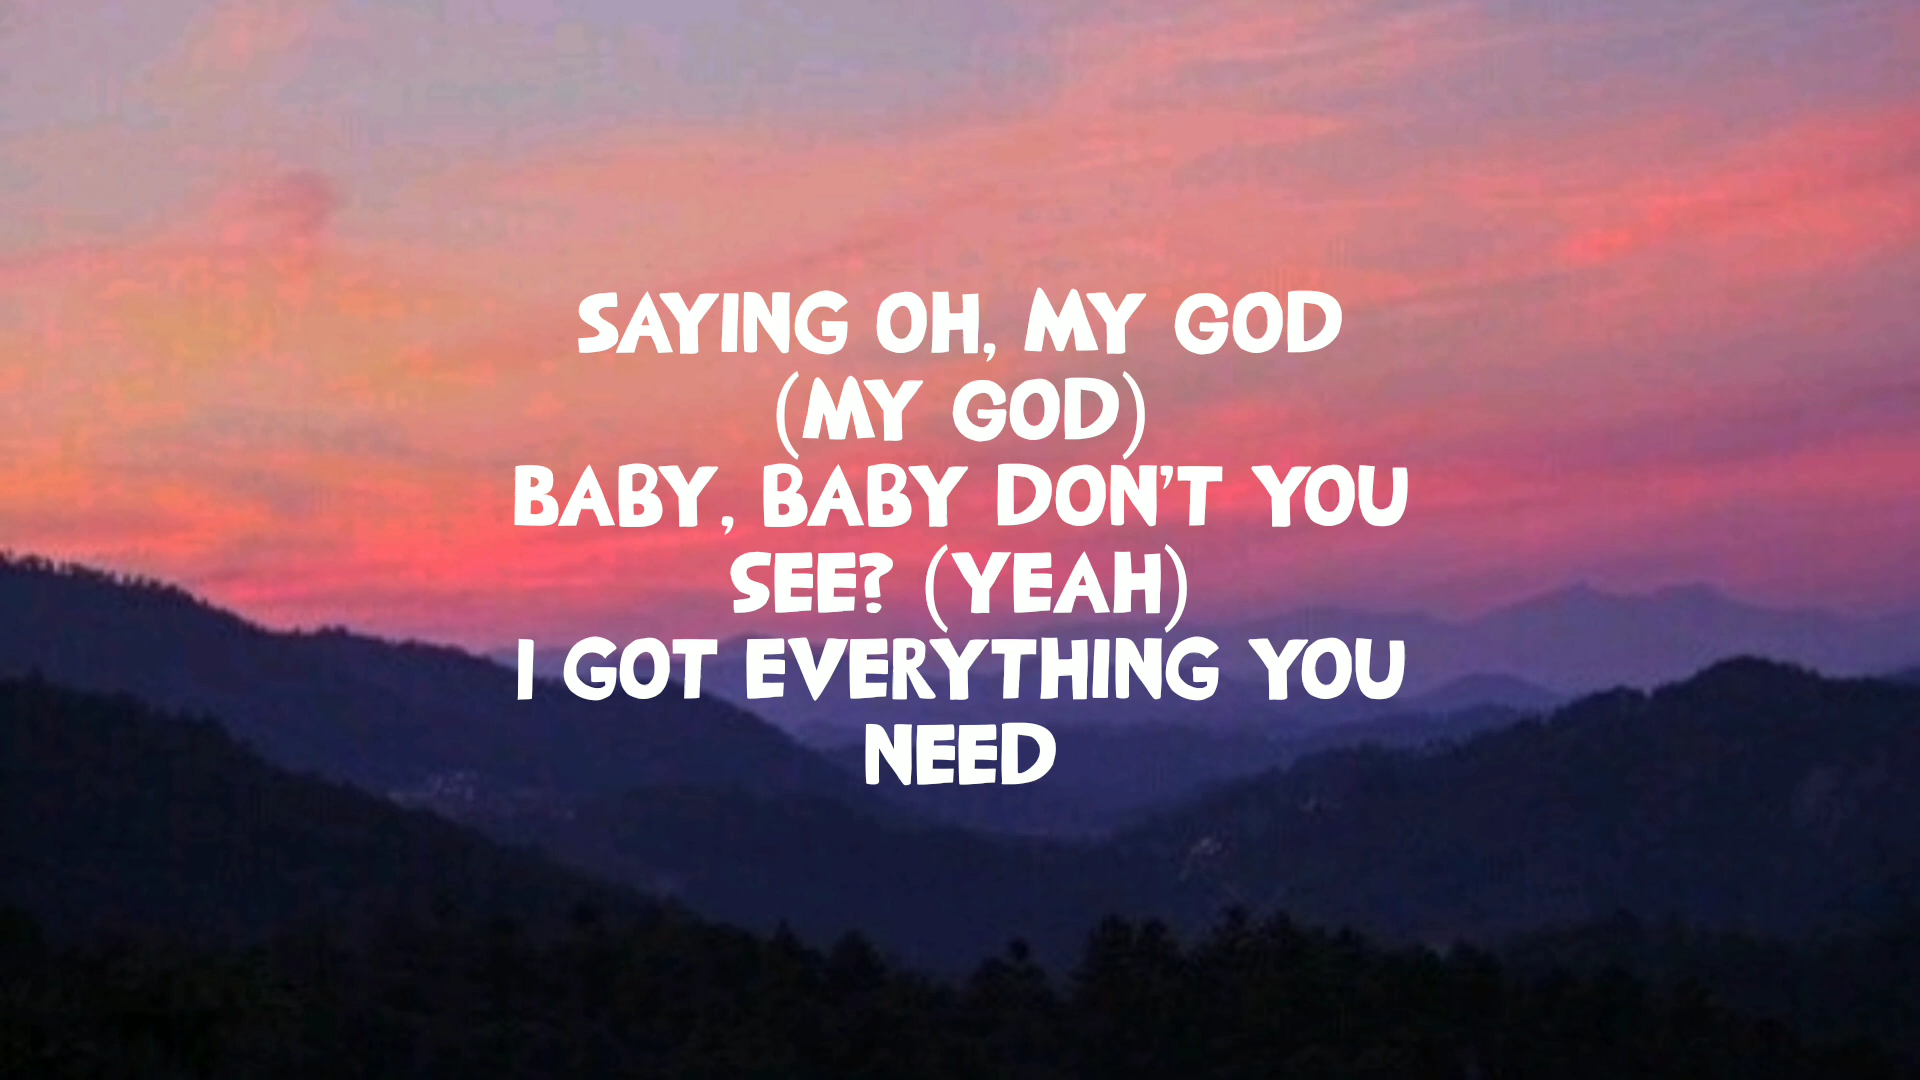 SAYING OH, MY GOD
(MY GOD)
BABY, BABY DON'T YOU
SEE? (YEAH)
I GOT EVERYTHING YOU
NEED